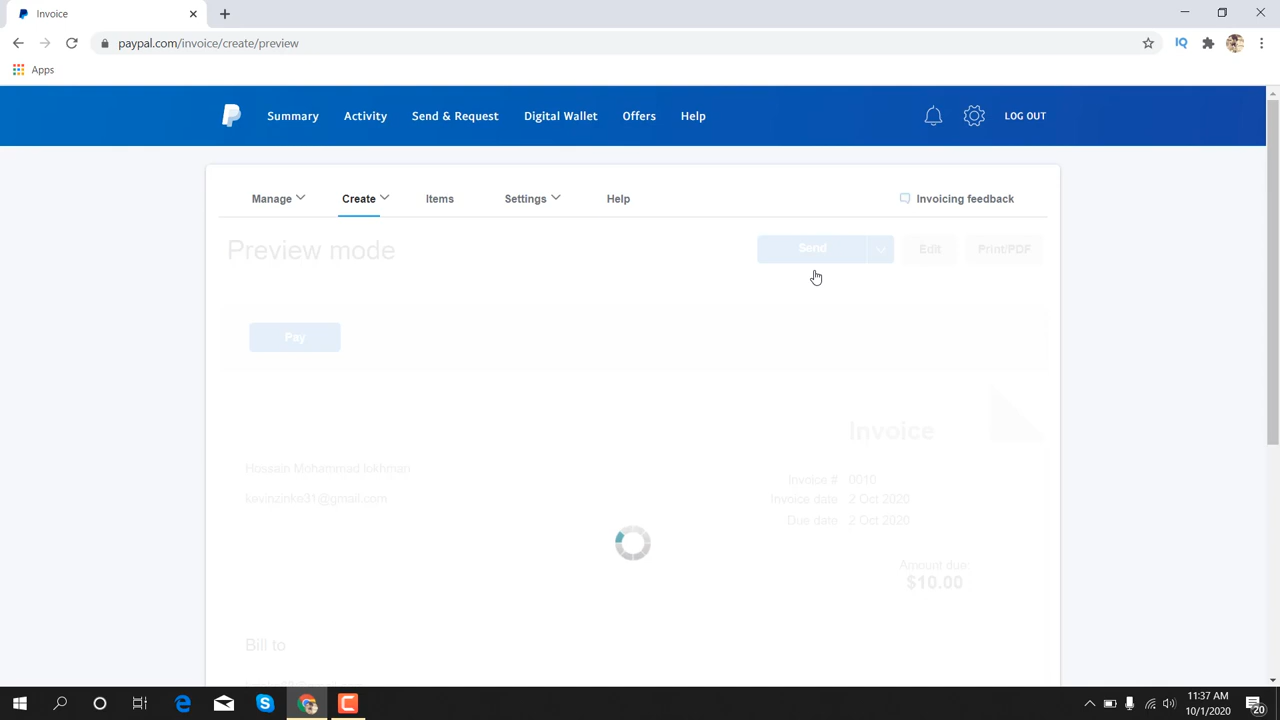 Invoice
paypal.com/invoice/create/preview
IQ
Apps
Summary
Activity
Send & Request
Digital Wallet
Offers
Help
LOG OUT
Manage
Create
Items
Settings
Help
Invoicing feedback
Preview mode
Send
Edit
Print/PDF
Pay
Invoice
Hossain Mohammad lokhman
kevinzinke31@gmail.com
Invoice # 0010
Invoice date 2 Oct 2020
Due date 2 Oct 2020
Amount due:
$10.00
Bill to
11:37 AM
10/1/2020
20